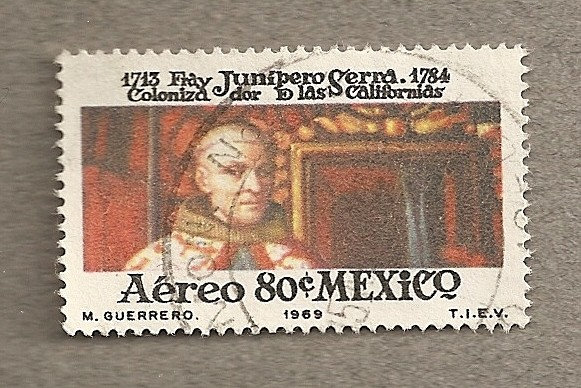 1713 Fray Junípero Serra. 1784
Colonizador De las Californias
Aéreo 80¢ MEXiCO
M. GUERRERO. 1969 T.I.E.V.